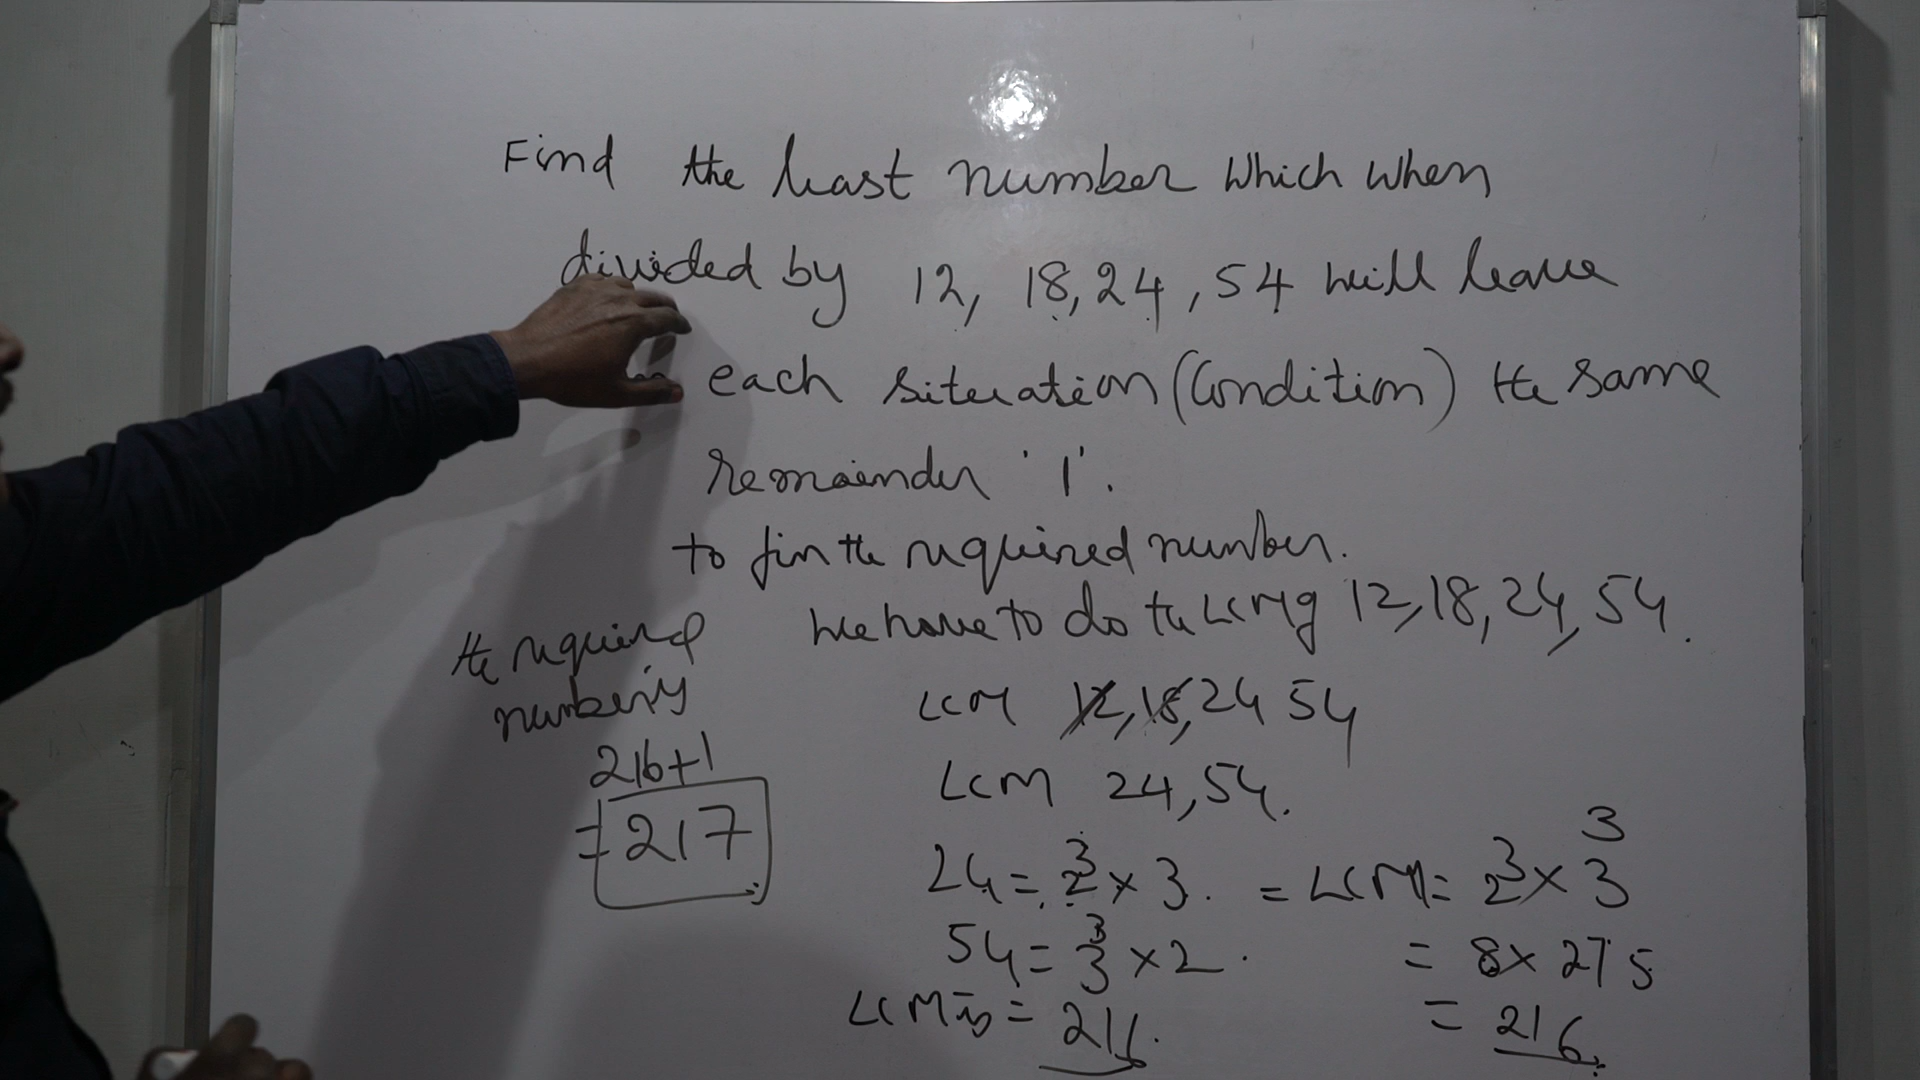 Find the least number which when
divided by 12, 18, 24, 54 will leave
each situation (Condition) the same
remainder '1'.
to fin the required number.
We have to do the LCM of 12, 18, 24, 54.
LCM 12, 18, 24 54
LCM 24, 54.
24 = 2³ × 3.
54 = 3³ × 2.
LCM is = 216.
= LCM = 2³ × 3³
= 8 × 27
= 216
the required
number is
216+1
= 217